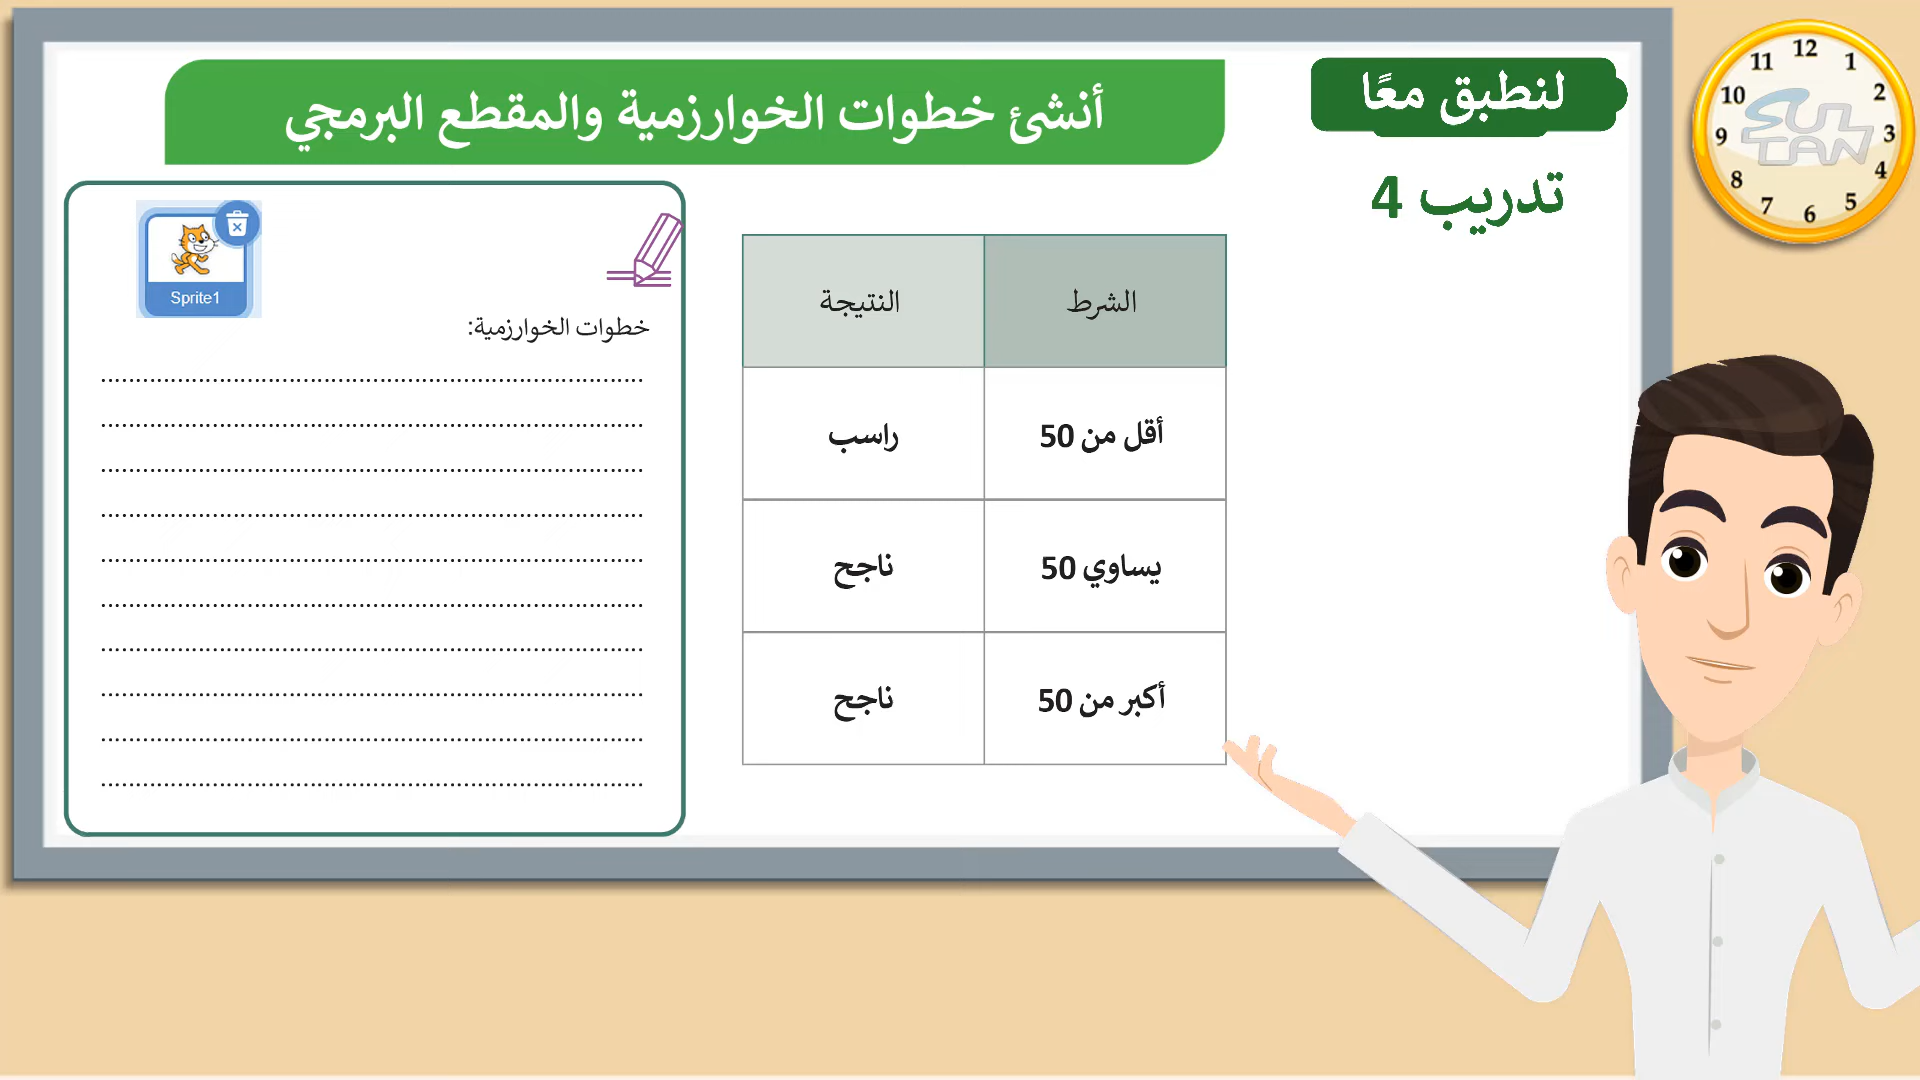 لنطبق معًا
أنشئ خطوات الخوارزمية والمقطع البرمجي
تدريب 4
الشرط النتيجة
أقل من 50 راسب
يساوي 50 ناجح
أكبر من 50 ناجح
Sprite1
خطوات الخوارزمية:
12
11 1
10 2
9 3
8 4
7 6 5
SULTAN